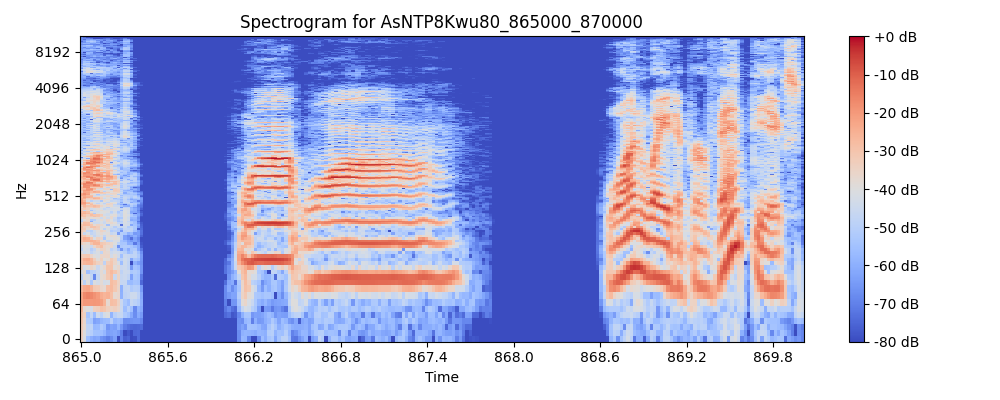 Spectrogram for AsNTP8Kwu80_865000_870000
Hz
8192
4096
2048
1024
512
256
128
64
0
865.0 865.6 866.2 866.8 867.4 868.0 868.6 869.2 869.8
Time
+0 dB
-10 dB
-20 dB
-30 dB
-40 dB
-50 dB
-60 dB
-70 dB
-80 dB